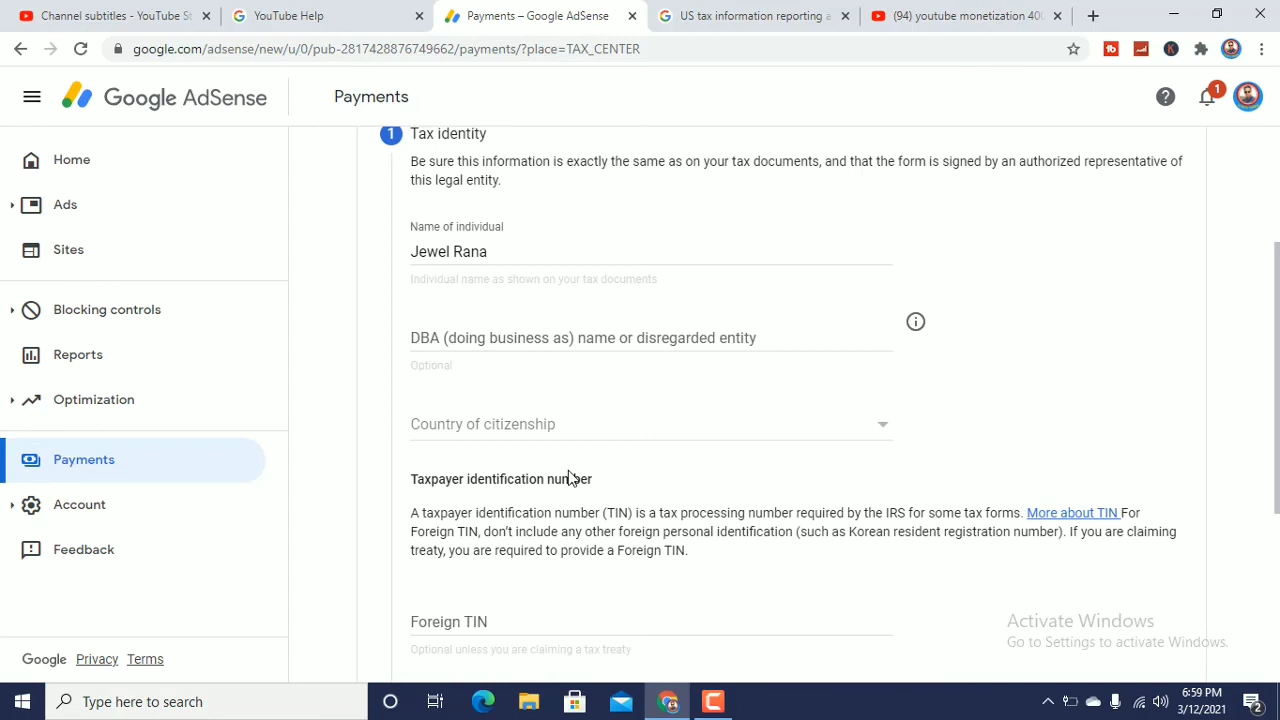 Channel subtitles - YouTube S
YouTube Help
Payments – Google AdSense
US tax information reporting a
(94) youtube monetization 400
google.com/adsense/new/u/0/pub-2817428876749662/payments/?place=TAX_CENTER
Google AdSense
Payments
1
Home
Ads
Sites
Blocking controls
Reports
Optimization
Payments
Account
Feedback
Google Privacy Terms
1 Tax identity
Be sure this information is exactly the same as on your tax documents, and that the form is signed by an authorized representative of
this legal entity.
Name of individual
Jewel Rana
Individual name as shown on your tax documents
DBA (doing business as) name or disregarded entity
Optional
Country of citizenship
Taxpayer identification number
A taxpayer identification number (TIN) is a tax processing number required by the IRS for some tax forms. More about TIN For
Foreign TIN, don't include any other foreign personal identification (such as Korean resident registration number). If you are claiming
treaty, you are required to provide a Foreign TIN.
Foreign TIN
Optional unless you are claiming a tax treaty
Activate Windows
Go to Settings to activate Windows.
Type here to search
6:59 PM
3/12/2021
2